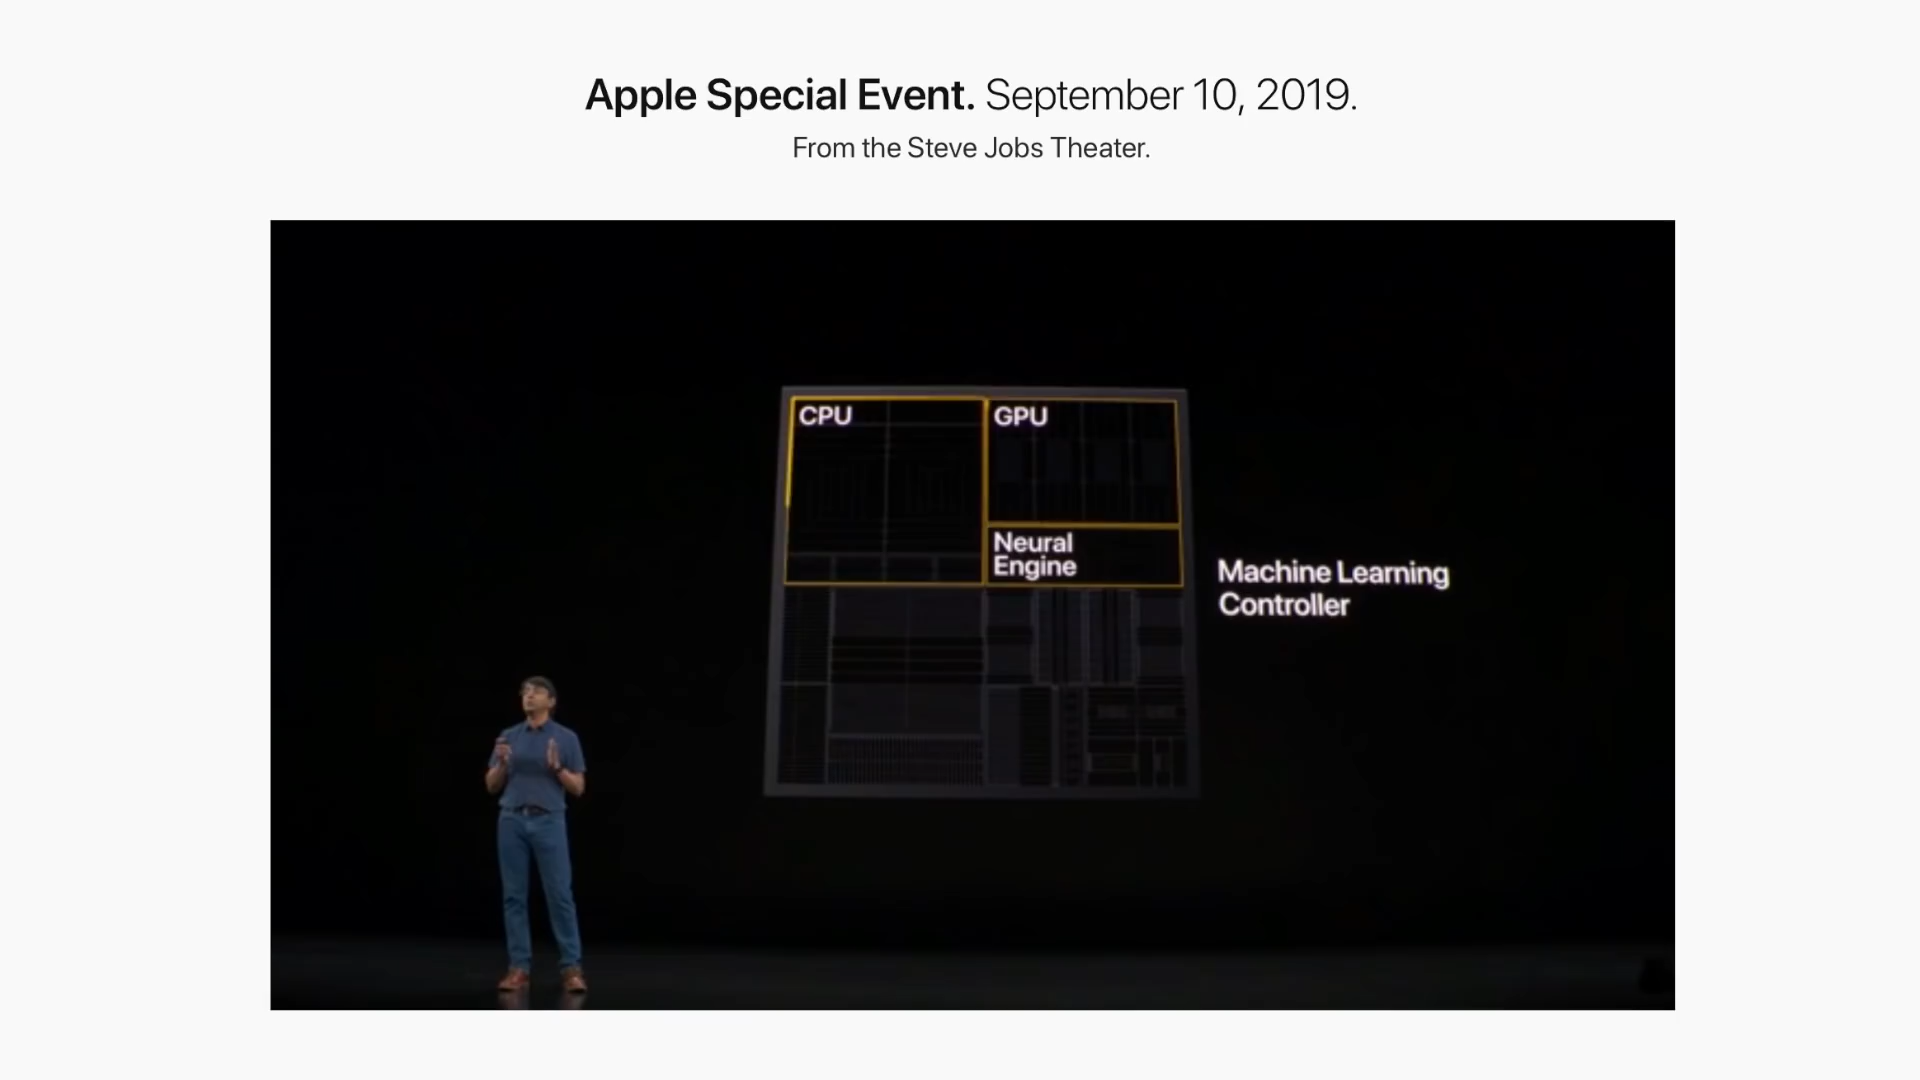 Apple Special Event. September 10, 2019.
From the Steve Jobs Theater.
CPU
GPU
Neural
Engine
Machine Learning
Controller